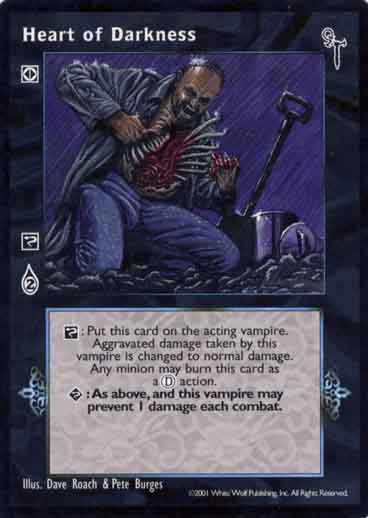 Heart of Darkness
2
: Put this card on the acting vampire.
Aggravated damage taken by this
vampire is changed to normal damage.
Any minion may burn this card as
a D action.
: As above, and this vampire may
prevent 1 damage each combat.
Illus. Dave Roach & Pete Burges
©2001 White Wolf Publishing, Inc. All Rights Reserved.